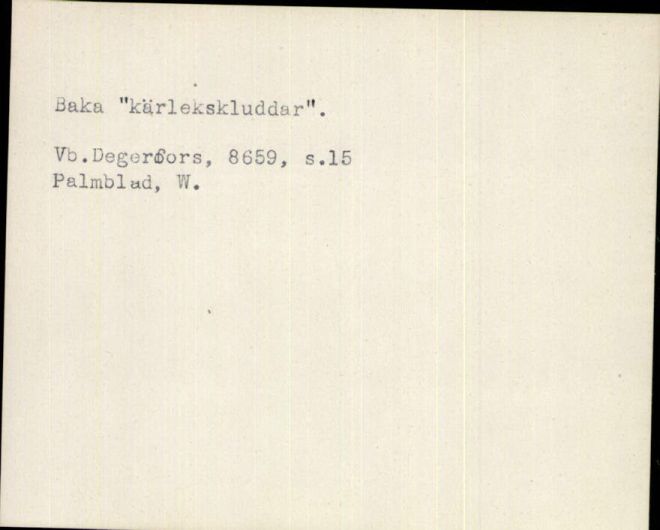 Baka "kärlekskluddar".
Vb.Degerfors, 8659, s.15
Palmblad, W.